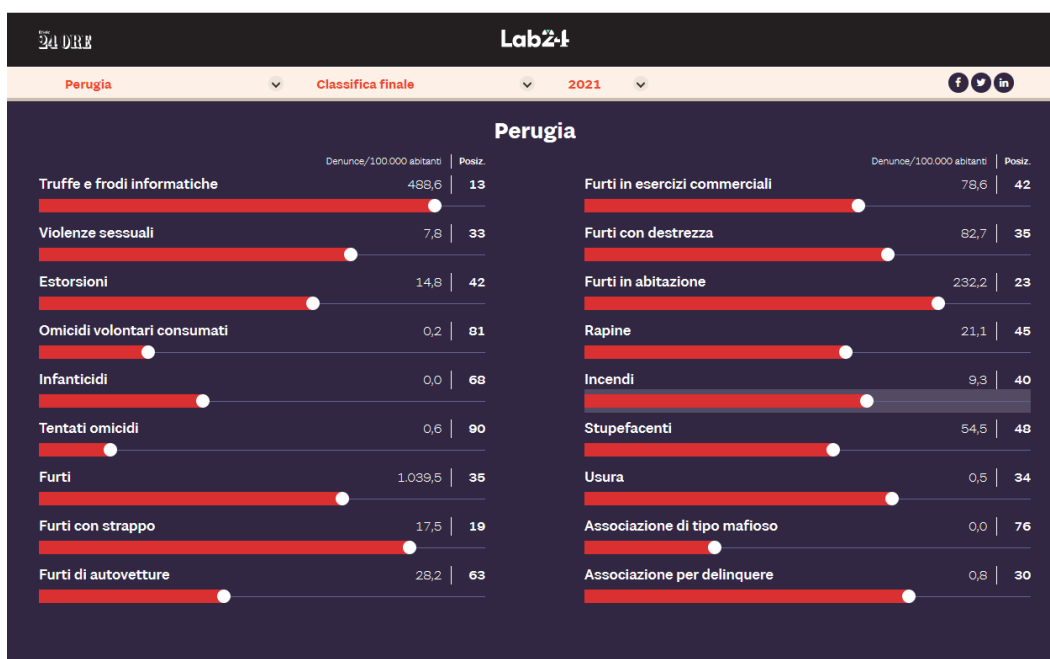 Il Sole
24 ORE
Lab24
Perugia Classifica finale 2021
Perugia
Denunce/100.000 abitanti Posiz.
Truffe e frodi informatiche 488,6 13
Violenze sessuali 7,8 33
Estorsioni 14,8 42
Omicidi volontari consumati 0,2 81
Infanticidi 0,0 68
Tentati omicidi 0,6 90
Furti 1.039,5 35
Furti con strappo 17,5 19
Furti di autovetture 28,2 63
Denunce/100.000 abitanti Posiz.
Furti in esercizi commerciali 78,6 42
Furti con destrezza 82,7 35
Furti in abitazione 232,2 23
Rapine 21,1 45
Incendi 9,3 40
Stupefacenti 54,5 48
Usura 0,5 34
Associazione di tipo mafioso 0,0 76
Associazione per delinquere 0,8 30